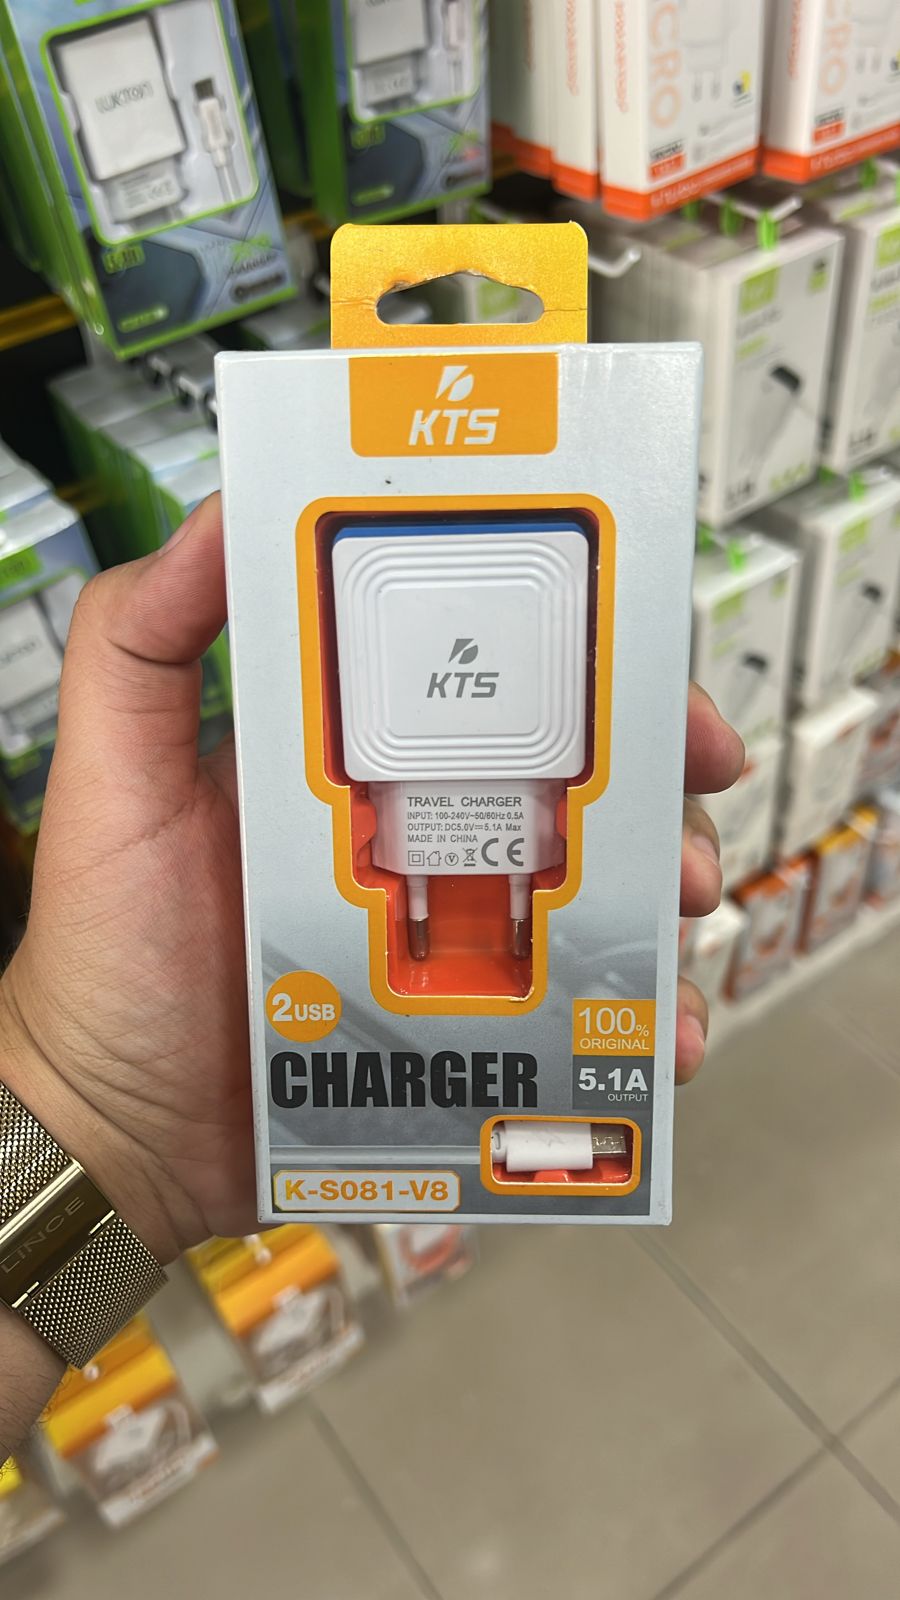 KTS
KTS
TRAVEL CHARGER
INPUT: 100-240V~50/60Hz 0.5A
OUTPUT: DC5.0V⎓5.1A Max
MADE IN CHINA
CE
2USB
100%
ORIGINAL
CHARGER
5.1A
OUTPUT
K-S081-V8
LINCE